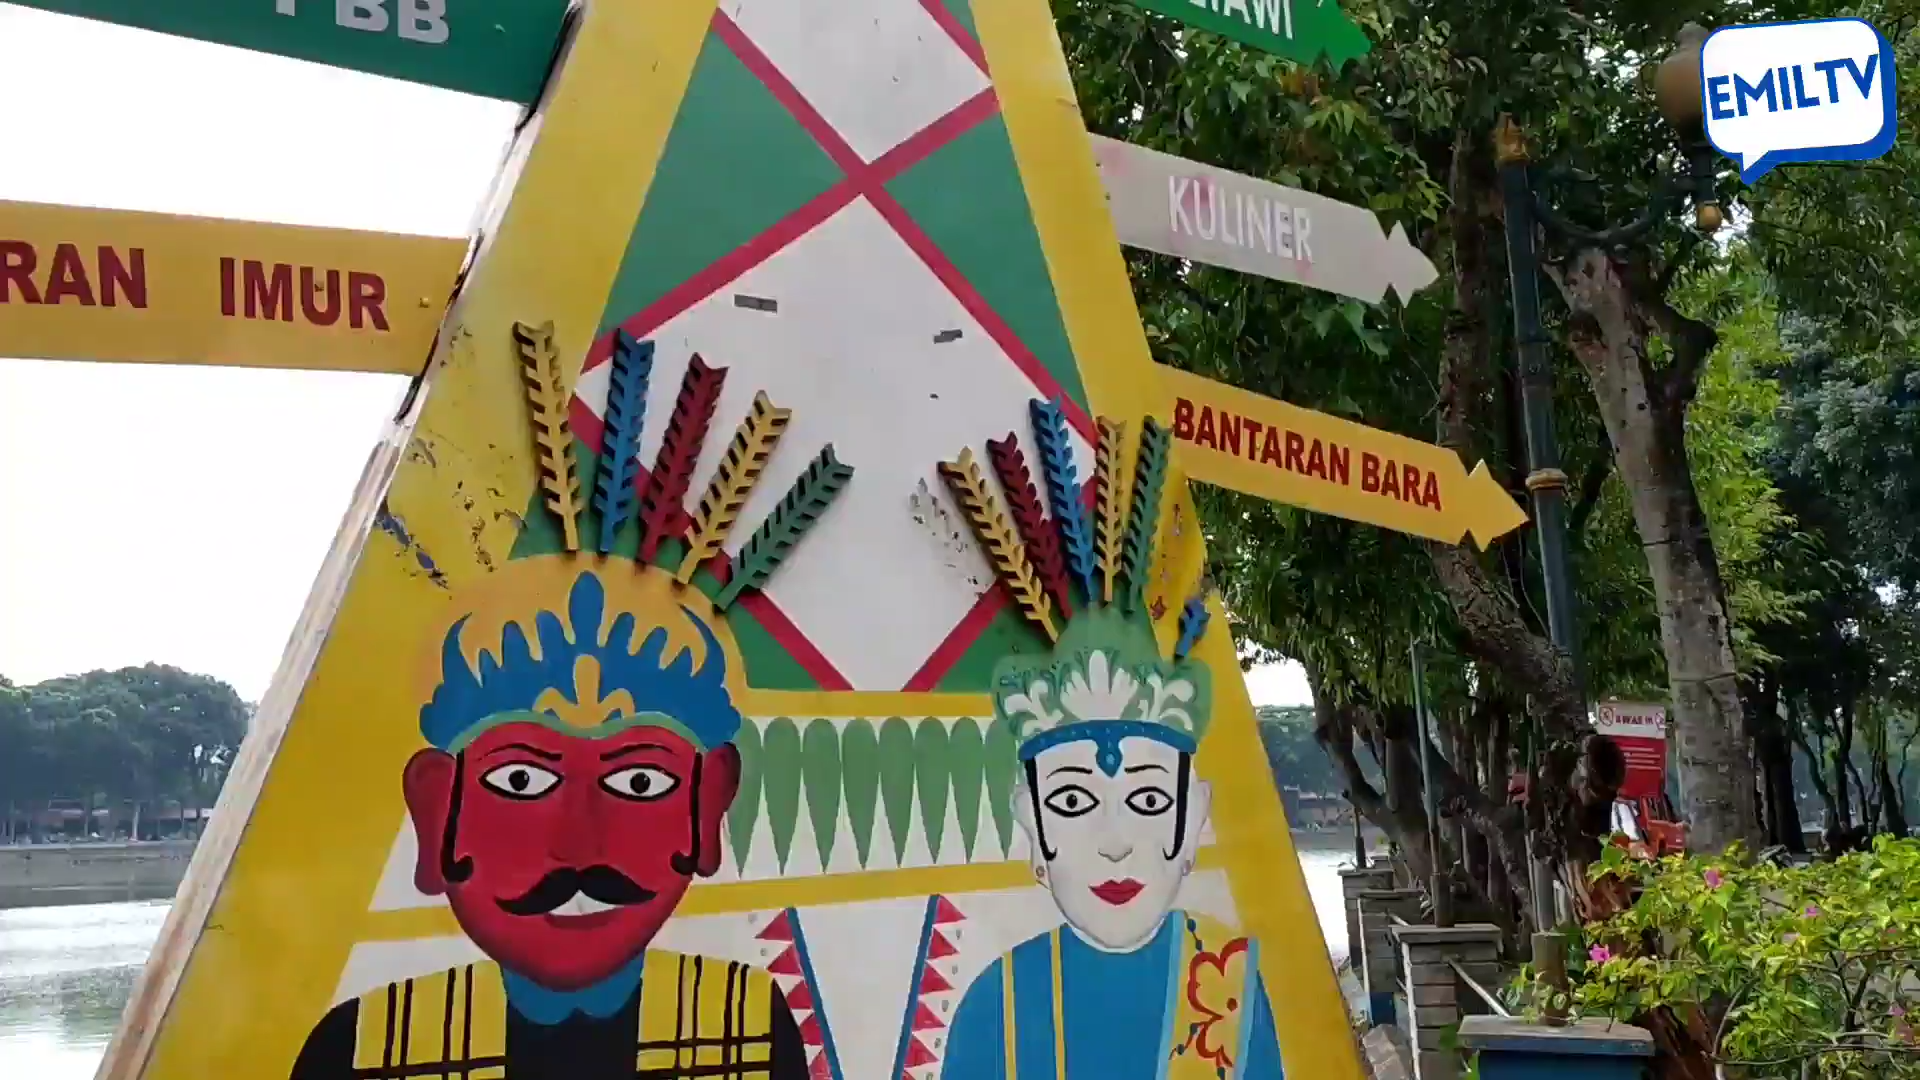 PBB
EMILTV
KULINER
RAN IMUR
BANTARAN BARA